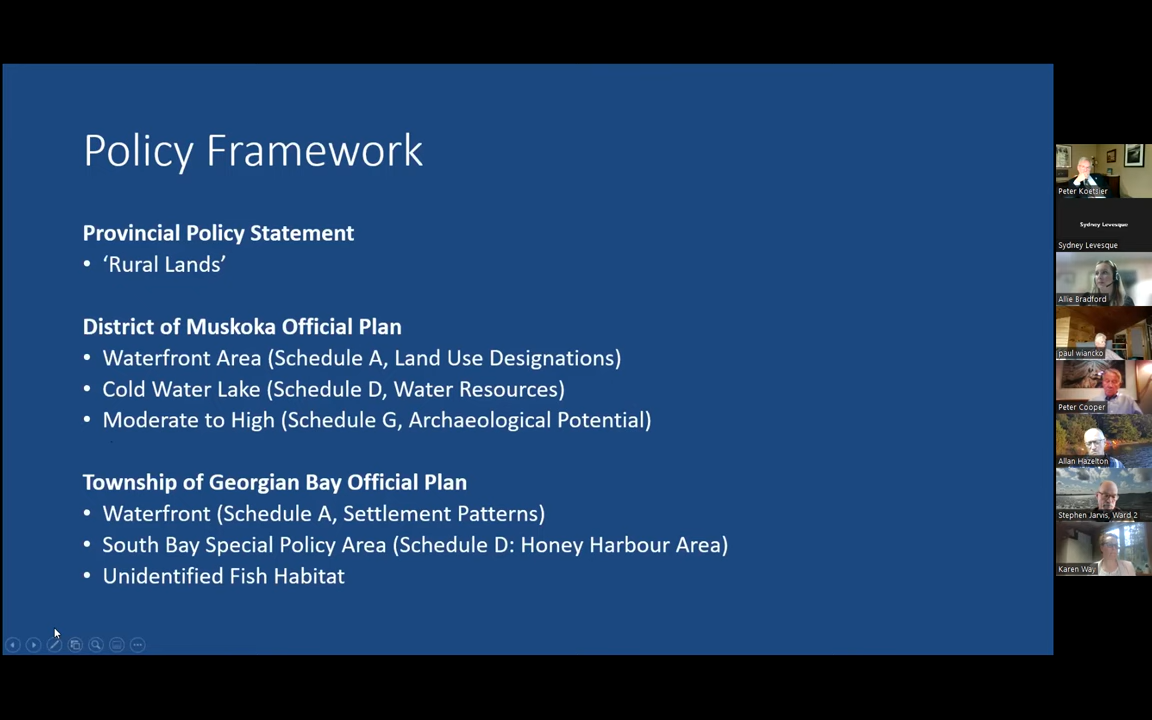 Policy Framework
Provincial Policy Statement
• ‘Rural Lands’
District of Muskoka Official Plan
• Waterfront Area (Schedule A, Land Use Designations)
• Cold Water Lake (Schedule D, Water Resources)
• Moderate to High (Schedule G, Archaeological Potential)
Township of Georgian Bay Official Plan
• Waterfront (Schedule A, Settlement Patterns)
• South Bay Special Policy Area (Schedule D: Honey Harbour Area)
• Unidentified Fish Habitat
Peter Koetsier
Sydney Levesque
Sydney Levesque
Allie Bradford
paul wiancko
Peter Cooper
Allan Hazelton
Stephen Jarvis, Ward 2
Karen Way